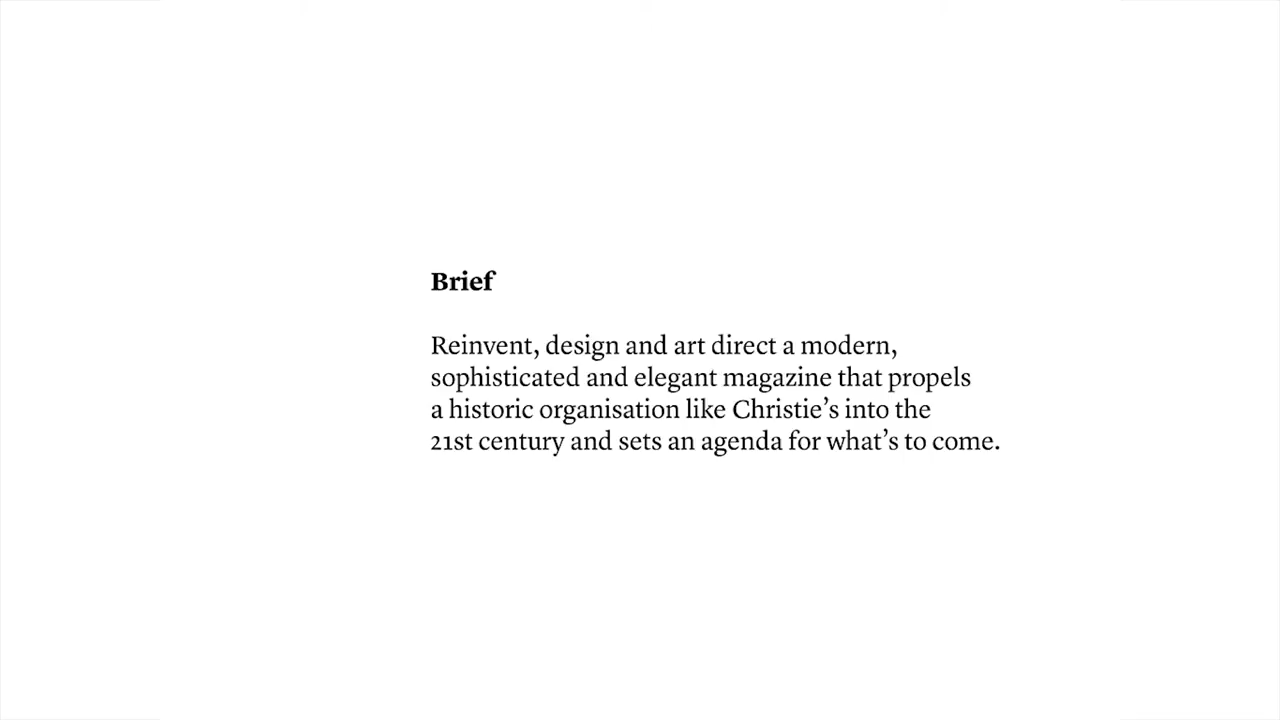 Brief
Reinvent, design and art direct a modern,
sophisticated and elegant magazine that propels
a historic organisation like Christie’s into the
21st century and sets an agenda for what’s to come.